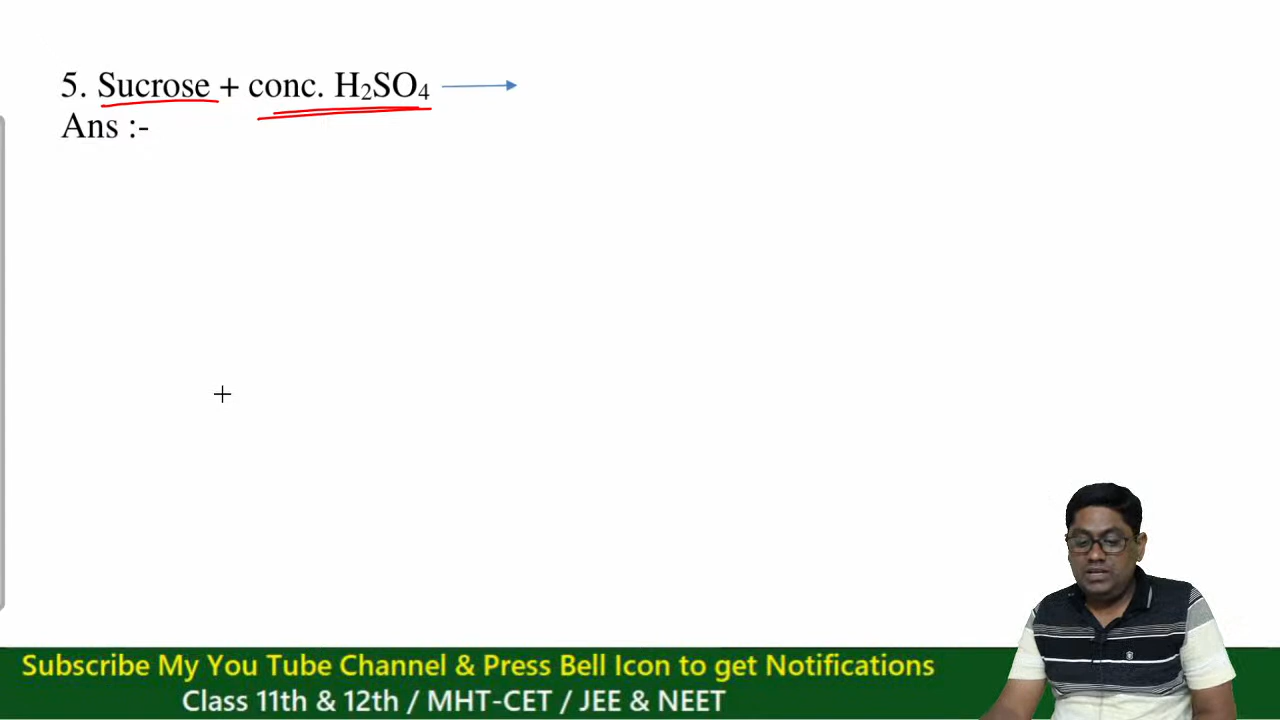 5. Sucrose + conc. H₂SO₄ ⟶
Ans :-
Subscribe My You Tube Channel & Press Bell Icon to get Notifications
Class 11th & 12th / MHT-CET / JEE & NEET